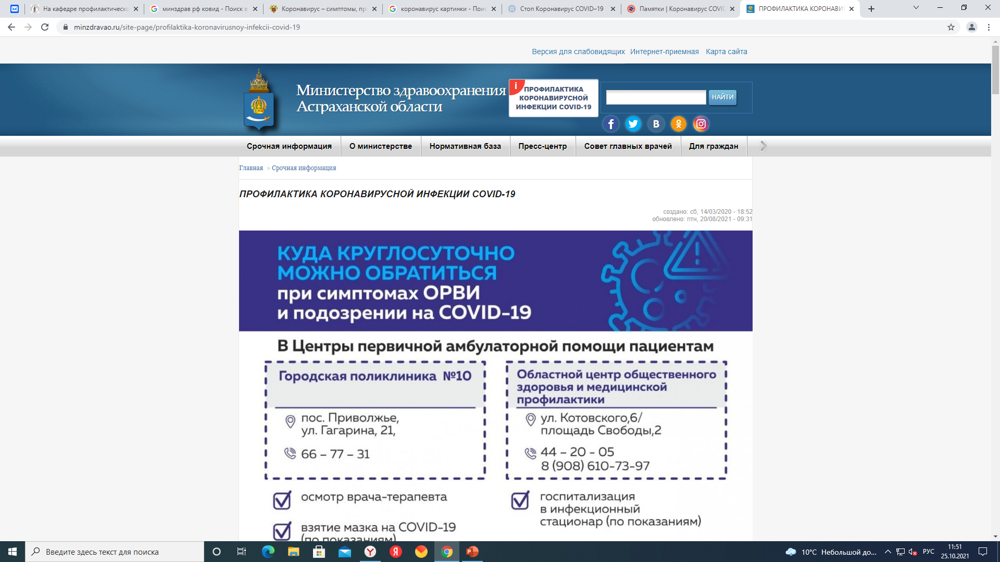 На кафедре профилактическо
минздрав рф ковид - Поиск в
Коронавирус – симптомы, пр
коронавирус картинки - Пои
Стоп Коронавирус COVID–19
Памятки | Коронавирус COVID
ПРОФИЛАКТИКА КОРОНАВИ
minzdravao.ru/site-page/profilaktika-koronavirusnoy-infekcii-covid-19
Версия для слабовидящих Интернет-приемная Карта сайта
Министерство здравоохранения
Астраханской области
i
ПРОФИЛАКТИКА
КОРОНАВИРУСНОЙ
ИНФЕКЦИИ COVID-19
НАЙТИ
Срочная информация О министерстве Нормативная база Пресс-центр Совет главных врачей Для граждан
Главная » Срочная информация
ПРОФИЛАКТИКА КОРОНАВИРУСНОЙ ИНФЕКЦИИ COVID-19
создано: сб, 14/03/2020 - 18:52
обновлено: птн, 20/08/2021 - 09:31
КУДА КРУГЛОСУТОЧНО
МОЖНО ОБРАТИТЬСЯ
при симптомах ОРВИ
и подозрении на COVID-19
В Центры первичной амбулаторной помощи пациентам
Городская поликлиника №10
пос. Приволжье,
ул. Гагарина, 21,
66 – 77 – 31
Областной центр общественного
здоровья и медицинской
профилактики
ул. Котовского,6/
площадь Свободы,2
44 – 20 - 05
8 (908) 610-73-97
осмотр врача-терапевта
взятие мазка на COVID-19
(по показаниям)
госпитализация
в инфекционный
стационар (по показаниям)
Введите здесь текст для поиска
10°C Небольшой до...
РУС
11:51
25.10.2021